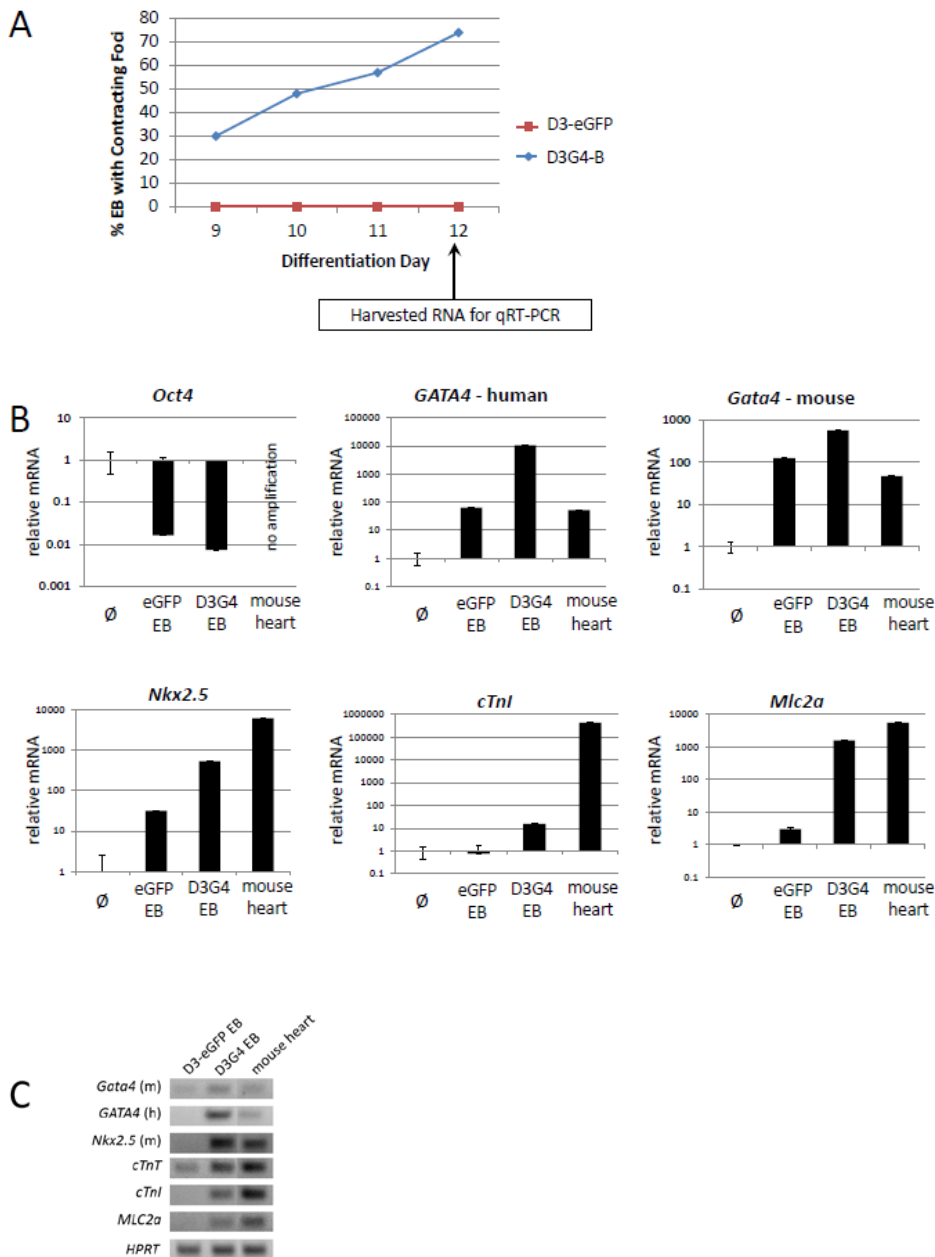 A
80
70
60
50
40
30
20
10
0
% EB with Contracting Foci
9 10 11 12
Differentiation Day
D3-eGFP
D3G4-B
Harvested RNA for qRT-PCR
B
Oct4
relative mRNA
10
1
0.1
0.01
0.001
no amplification
Ø eGFP EB D3G4 EB mouse heart
GATA4 - human
relative mRNA
100000
10000
1000
100
10
1
0.1
Ø eGFP EB D3G4 EB mouse heart
Gata4 - mouse
relative mRNA
1000
100
10
1
0.1
Ø eGFP EB D3G4 EB mouse heart
Nkx2.5
relative mRNA
10000
1000
100
10
1
Ø eGFP EB D3G4 EB mouse heart
cTnI
relative mRNA
1000000
100000
10000
1000
100
10
1
0.1
Ø eGFP EB D3G4 EB mouse heart
Mlc2a
relative mRNA
10000
1000
100
10
1
0.1
Ø eGFP EB D3G4 EB mouse heart
C
D3-eGFP EB
D3G4 EB
mouse heart
Gata4 (m)
GATA4 (h)
Nkx2.5 (m)
cTnT
cTnI
MLC2a
HPRT